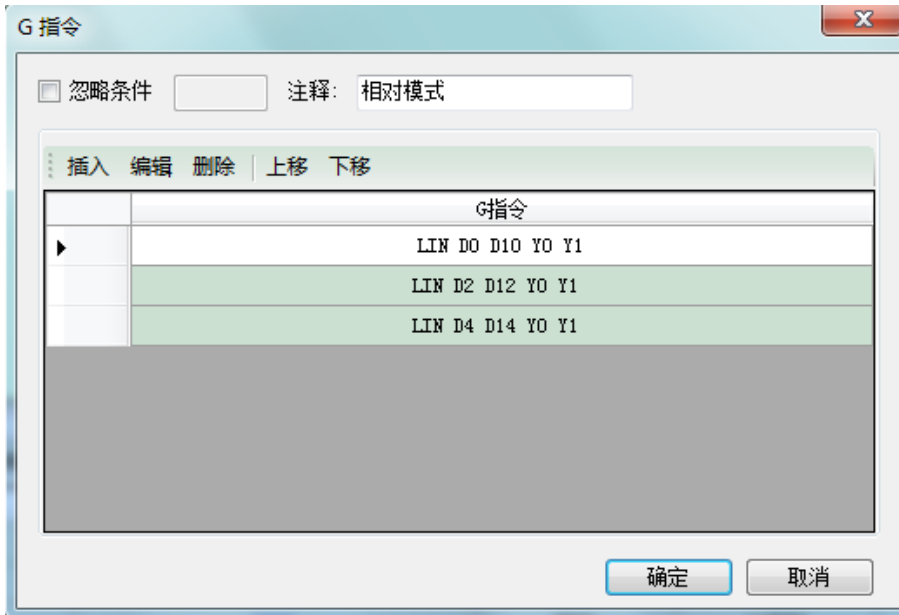 G 指令
忽略条件 注释: 相对模式
插入 编辑 删除 上移 下移
G指令
LIN D0 D10 Y0 Y1
LIN D2 D12 Y0 Y1
LIN D4 D14 Y0 Y1
确定 取消